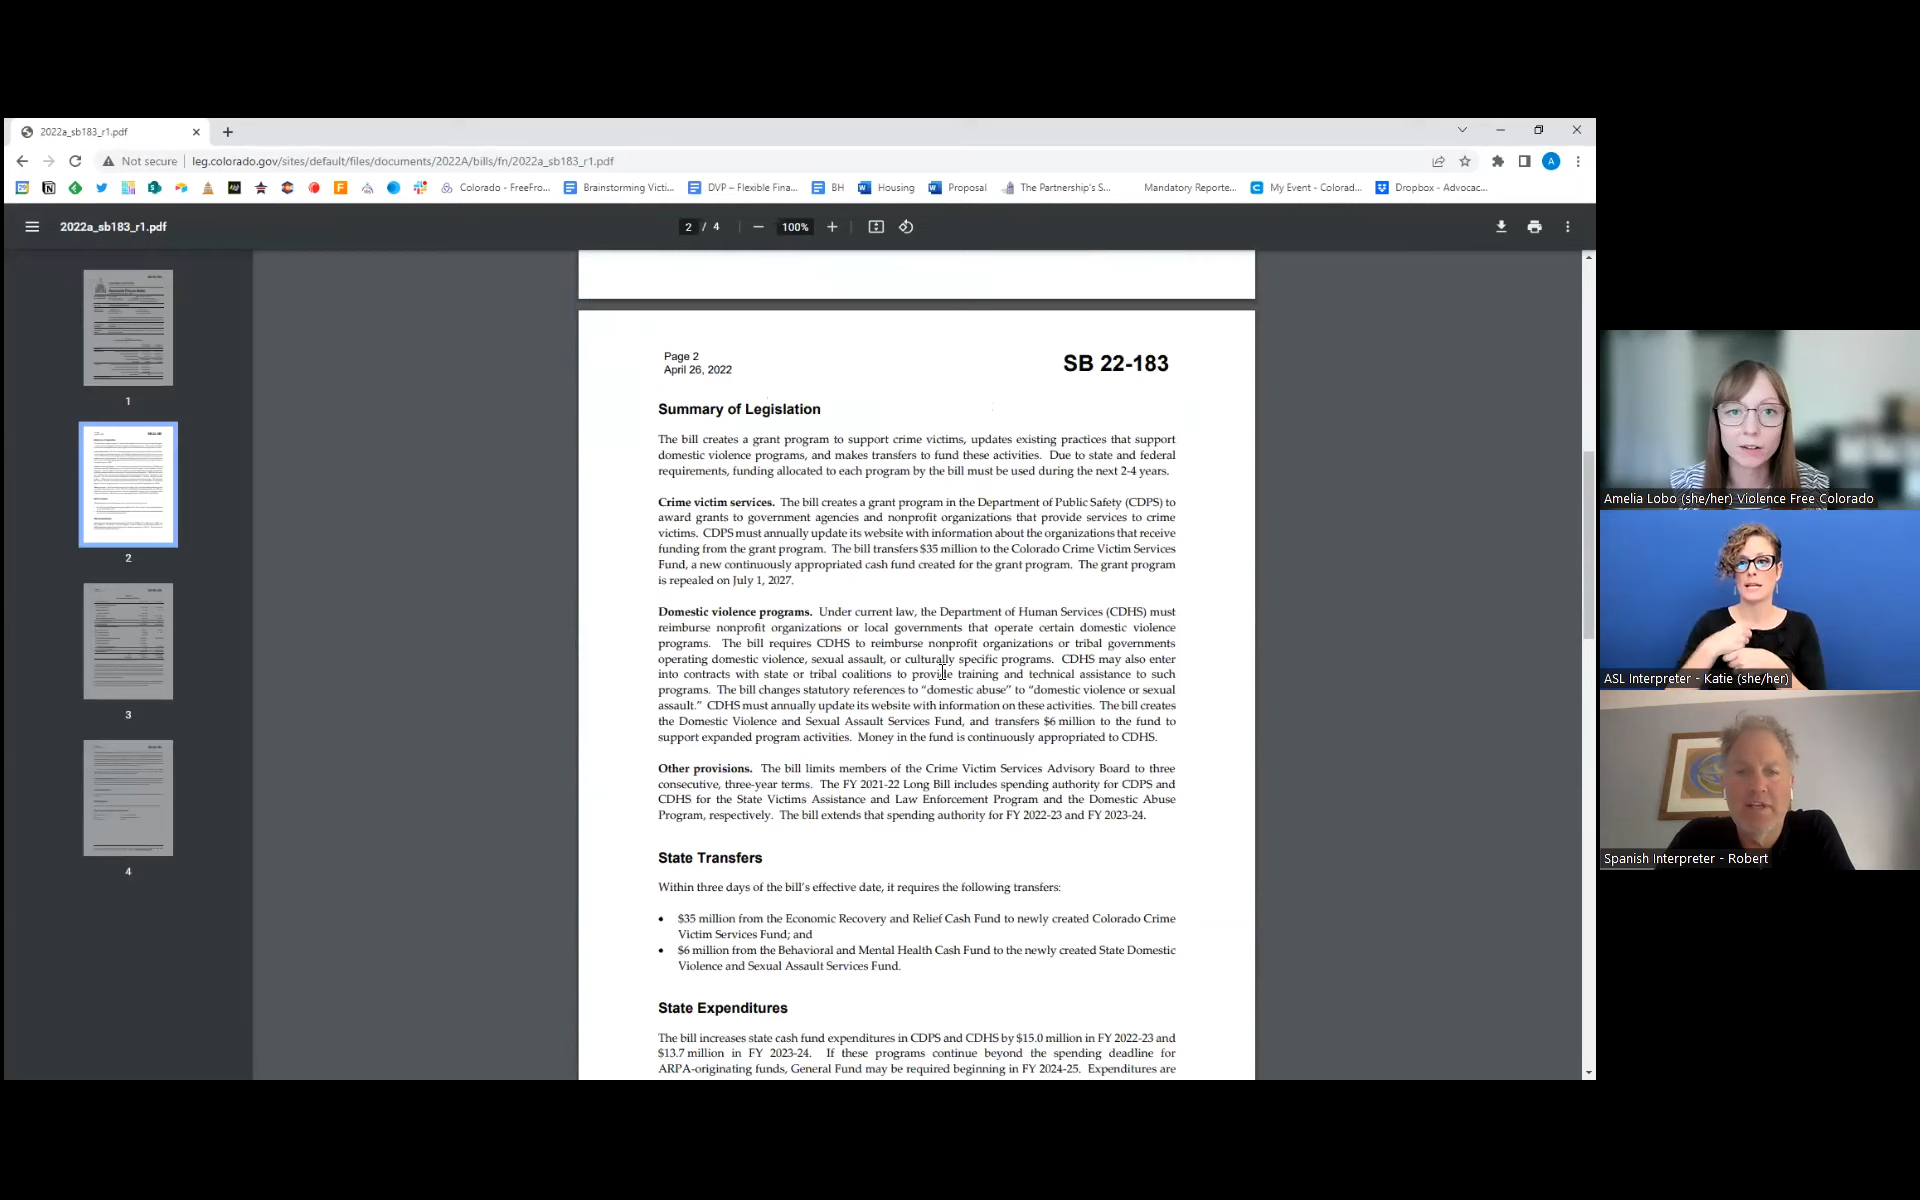 2022a_sb183_r1.pdf
Not secure | leg.colorado.gov/sites/default/files/documents/2022A/bills/fn/2022a_sb183_r1.pdf
A
Colorado - FreeFro...
Brainstorming Victi...
DVP – Flexible Fina...
BH
Housing
Proposal
The Partnership's S...
Mandatory Reporte...
My Event - Colorad...
Dropbox - Advocac...
2022a_sb183_r1.pdf
2 / 4
100%
1
2
3
4
Page 2
April 26, 2022
SB 22-183
Summary of Legislation
The bill creates a grant program to support crime victims, updates existing practices that support
domestic violence programs, and makes transfers to fund these activities. Due to state and federal
requirements, funding allocated to each program by the bill must be used during the next 2-4 years.
Crime victim services. The bill creates a grant program in the Department of Public Safety (CDPS) to
award grants to government agencies and nonprofit organizations that provide services to crime
victims. CDPS must annually update its website with information about the organizations that receive
funding from the grant program. The bill transfers $35 million to the Colorado Crime Victim Services
Fund, a new continuously appropriated cash fund created for the grant program. The grant program
is repealed on July 1, 2027.
Domestic violence programs. Under current law, the Department of Human Services (CDHS) must
reimburse nonprofit organizations or local governments that operate certain domestic violence
programs. The bill requires CDHS to reimburse nonprofit organizations or tribal governments
operating domestic violence, sexual assault, or culturally specific programs. CDHS may also enter
into contracts with state or tribal coalitions to provide training and technical assistance to such
programs. The bill changes statutory references to “domestic abuse” to “domestic violence or sexual
assault.” CDHS must annually update its website with information on these activities. The bill creates
the Domestic Violence and Sexual Assault Services Fund, and transfers $6 million to the fund to
support expanded program activities. Money in the fund is continuously appropriated to CDHS.
Other provisions. The bill limits members of the Crime Victim Services Advisory Board to three
consecutive, three-year terms. The FY 2021-22 Long Bill includes spending authority for CDPS and
CDHS for the State Victims Assistance and Law Enforcement Program and the Domestic Abuse
Program, respectively. The bill extends that spending authority for FY 2022-23 and FY 2023-24.
State Transfers
Within three days of the bill’s effective date, it requires the following transfers:
• $35 million from the Economic Recovery and Relief Cash Fund to newly created Colorado Crime
Victim Services Fund; and
• $6 million from the Behavioral and Mental Health Cash Fund to the newly created State Domestic
Violence and Sexual Assault Services Fund.
State Expenditures
The bill increases state cash fund expenditures in CDPS and CDHS by $15.0 million in FY 2022-23 and
$13.7 million in FY 2023-24. If these programs continue beyond the spending deadline for
ARPA-originating funds, General Fund may be required beginning in FY 2024-25. Expenditures are
Amelia Lobo (she/her) Violence Free Colorado
ASL Interpreter - Katie (she/her)
Spanish Interpreter - Robert